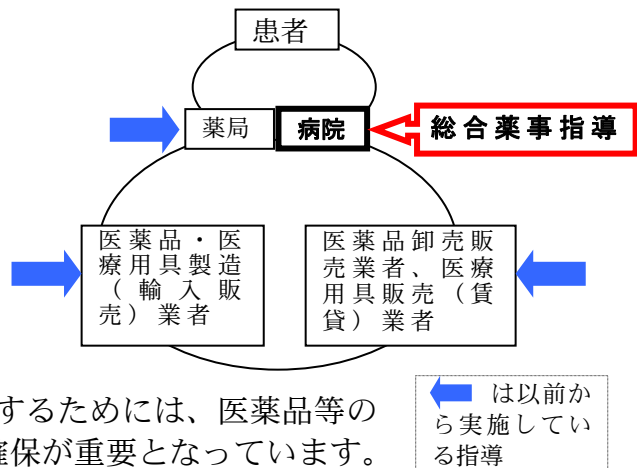 患者
薬局
病院
総合薬事指導
医薬品・医
療用具製造
（輸入販
売）業者
医薬品卸売販
売業者、医療
用具販売（賃
貸）業者
するためには、医薬品等の
確保が重要となっています。
は以前か
ら実施してい
る指導